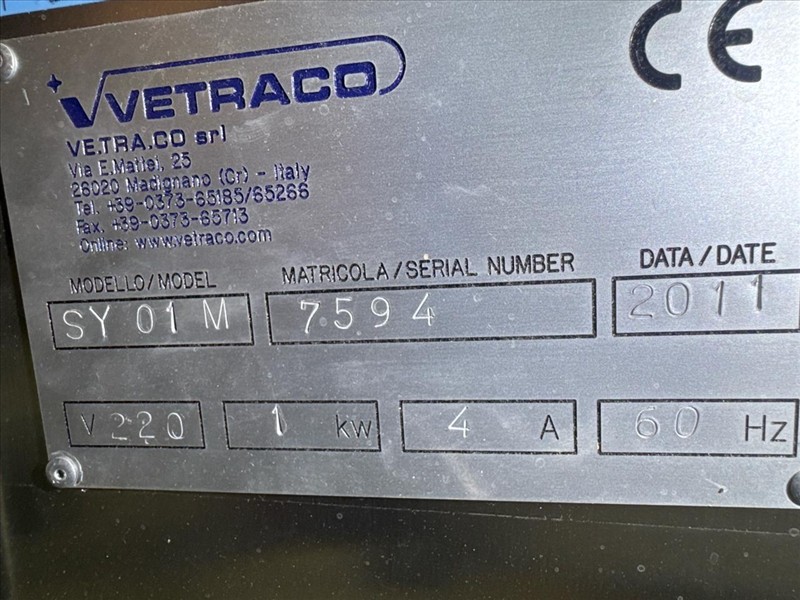 VETRACO
CE
VE.TRA.CO srl
Via E.Mattei, 25
26020 Madignano (Cr) - Italy
Tel. +39-0373-65185/65266
Fax. +39-0373-65713
Online: www.vetraco.com
MODELLO/MODEL MATRICOLA/SERIAL NUMBER DATA/DATE
SY 01 M 7594 2011
V 220 1 kw 4 A 60 Hz